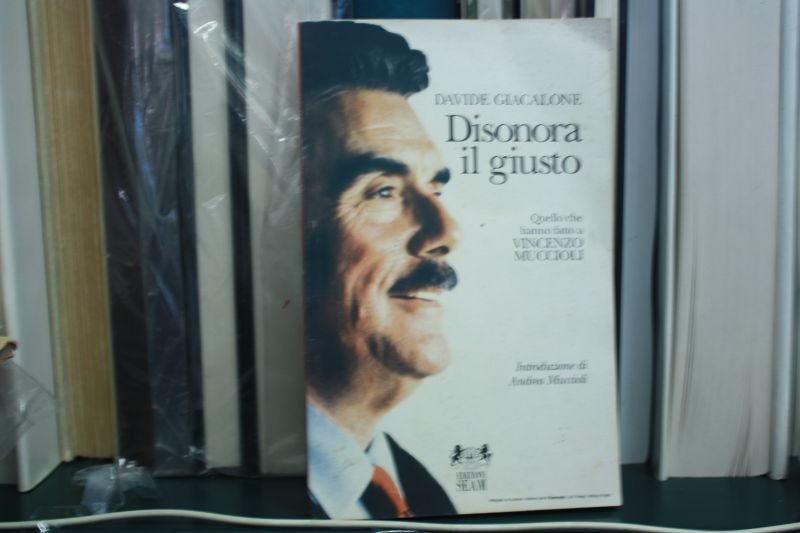 DAVIDE GIACALONE
Disonora
il giusto
Quello che
hanno fatto a
VINCENZO
MUCCIOLI
Introduzione di
Andrea Muccioli
EDIZIONI
SEAM